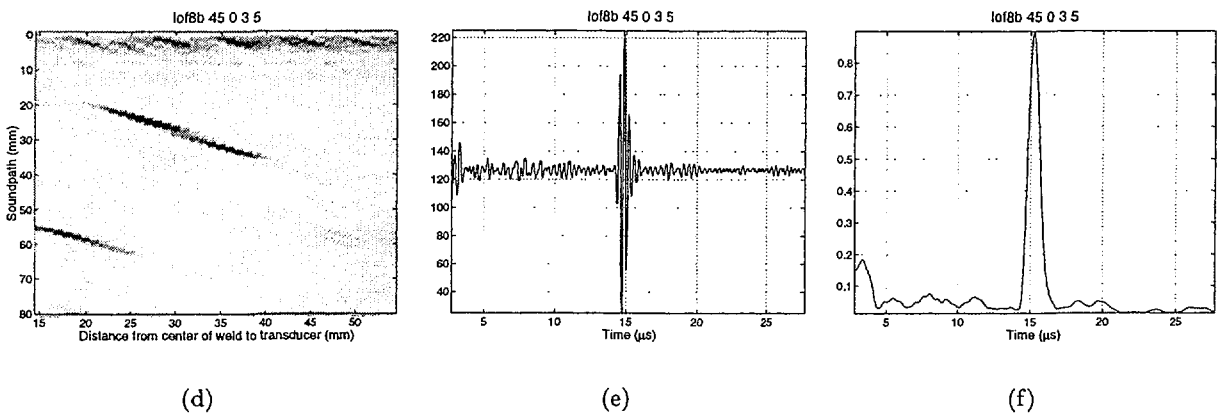 lof8b 45 0 3 5
0
10
20
30
40
50
60
70
80
Soundpath (mm)
15 20 25 30 35 40 45 50
Distance from center of weld to transducer (mm)
(d)
lof8b 45 0 3 5
220
200
180
160
140
120
100
80
60
40
5 10 15 20 25
Time (μs)
(e)
lof8b 45 0 3 5
0.8
0.7
0.6
0.5
0.4
0.3
0.2
0.1
5 10 15 20 25
Time (μs)
(f)